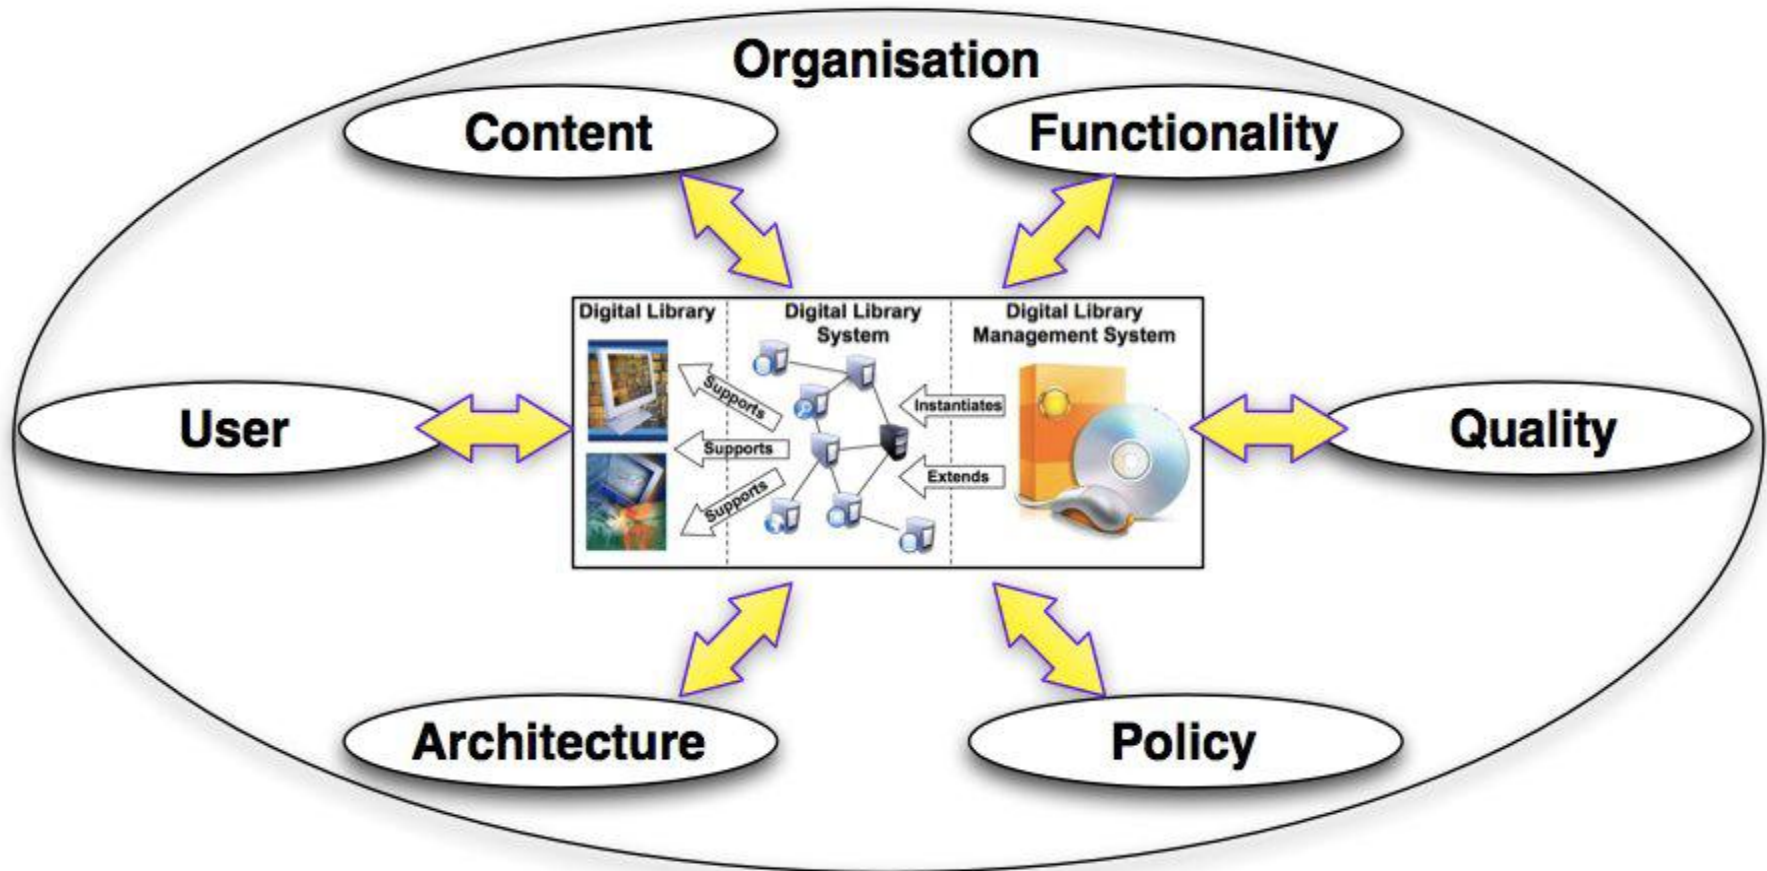 Organisation
Content
Functionality
Digital Library
Digital Library
System
Digital Library
Management System
Supports
Supports
Supports
Instantiates
Extends
User
Quality
Architecture
Policy